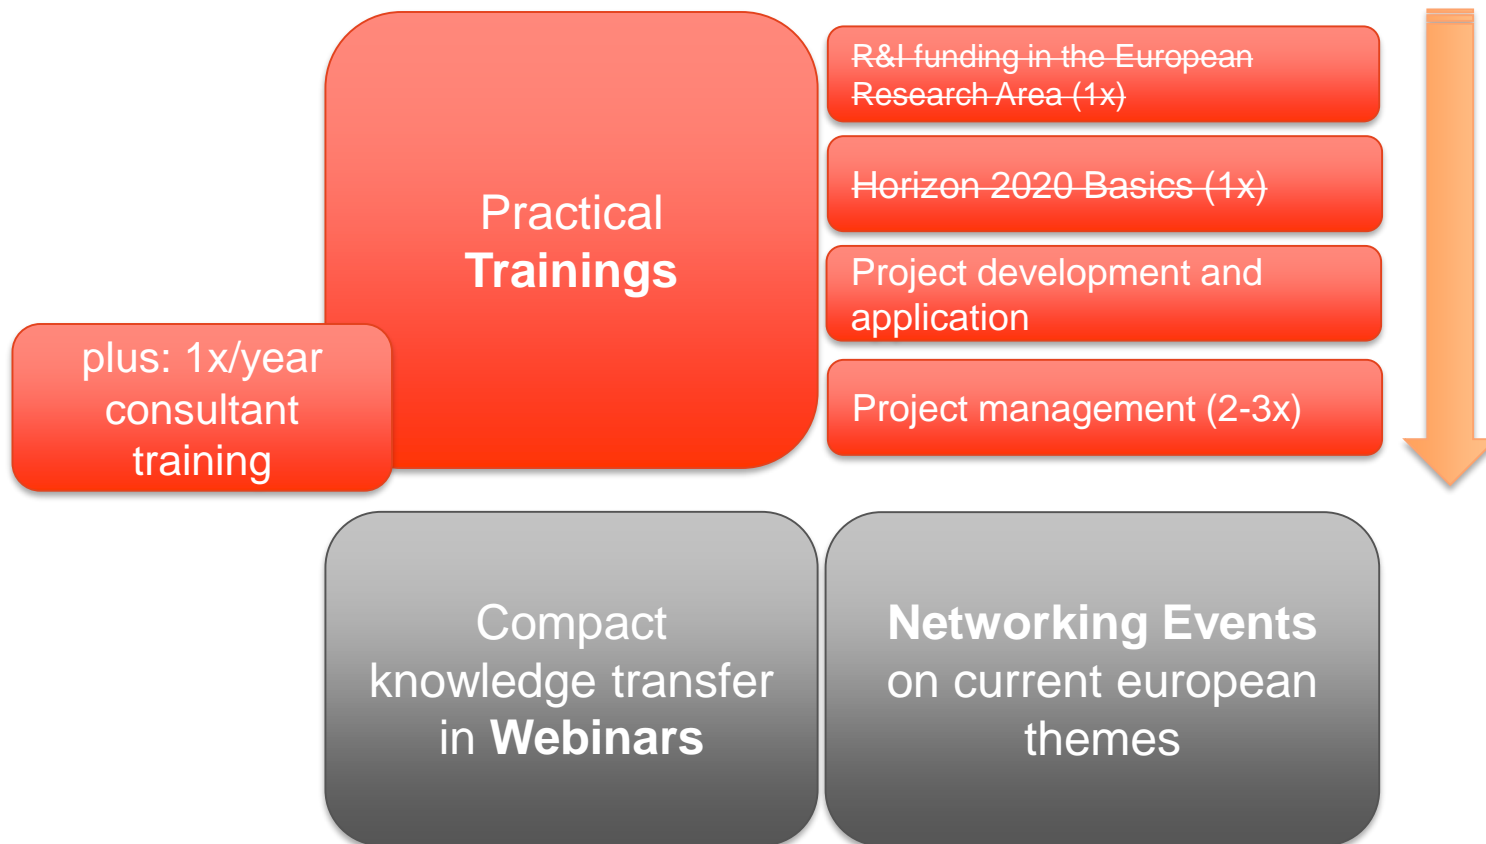 Practical
Trainings
R&I funding in the European
Research Area (1x)
Horizon 2020 Basics (1x)
Project development and
application
Project management (2-3x)
plus: 1x/year
consultant
training
Compact
knowledge transfer
in Webinars
Networking Events
on current european
themes